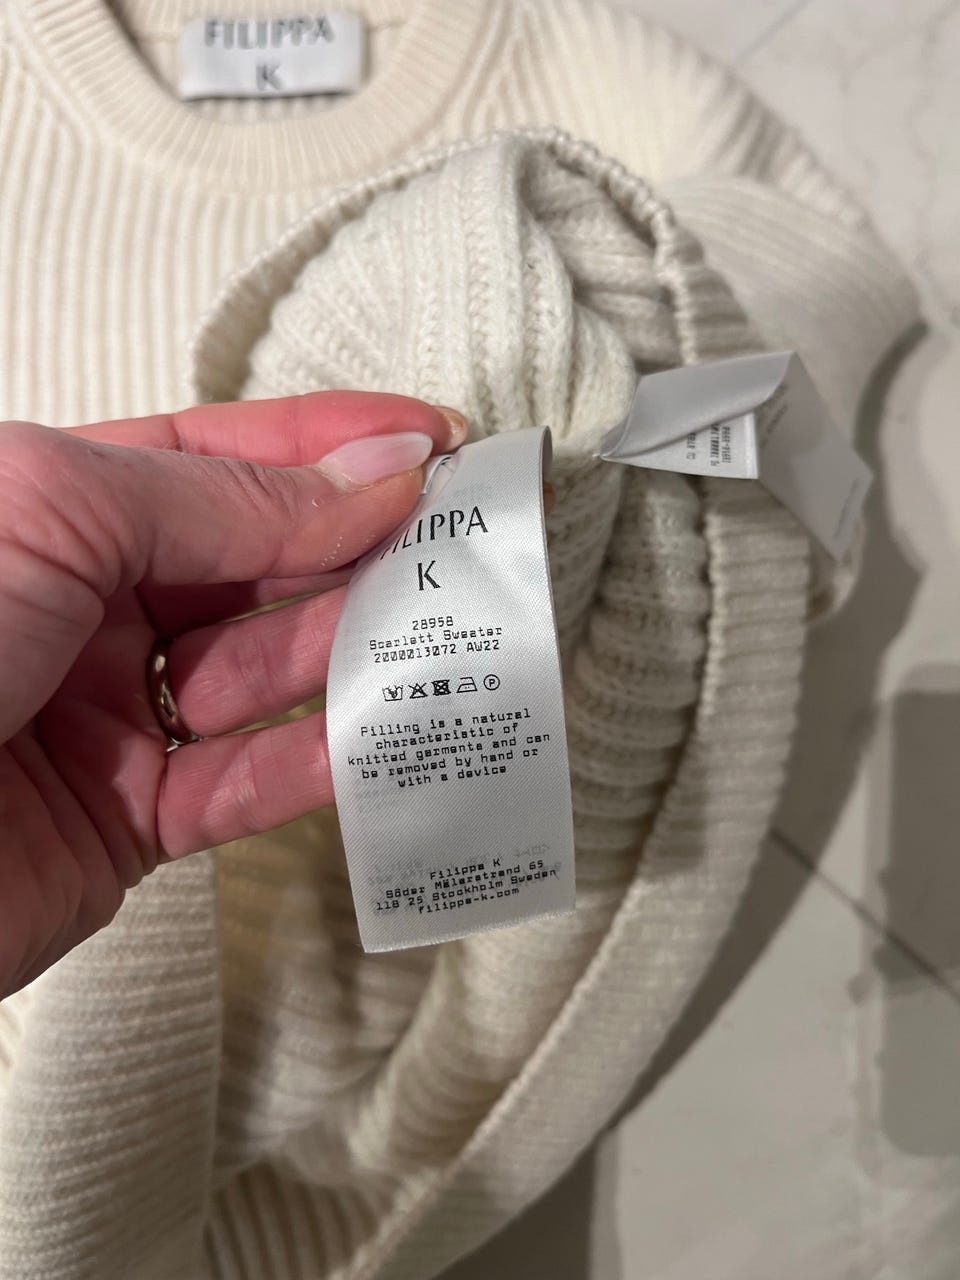 FILIPPA
K
FILIPPA
K
28958
Scarlett Sweater
2000013072 AW22
P
Pilling is a natural
characteristic of
knitted garments and can
be removed by hand or
with a device
Filippa K
Söder Mälarstrand 65
118 25 Stockholm Sweden
filippa-k.com